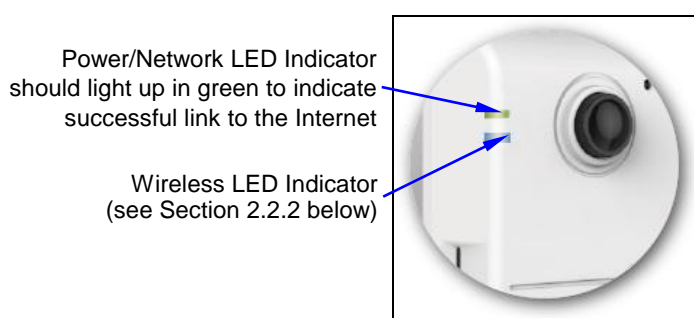 Power/Network LED Indicator
should light up in green to indicate
successful link to the Internet
Wireless LED Indicator
(see Section 2.2.2 below)